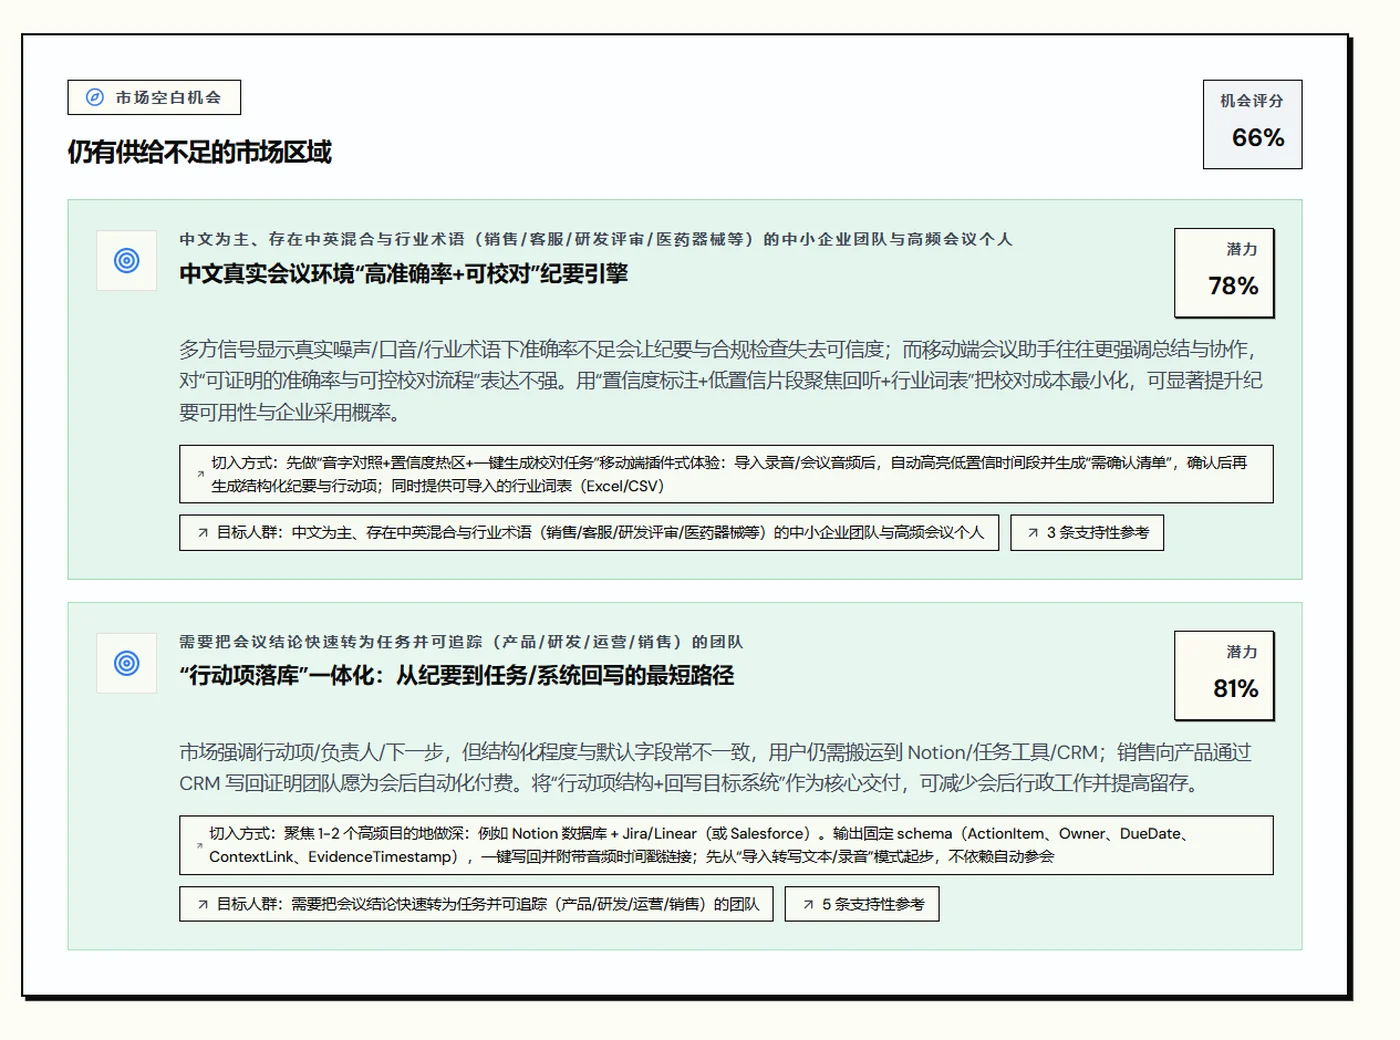 市场空白机会
仍有供给不足的市场区域
机会评分
66%
中文为主、存在中英混合与行业术语（销售/客服/研发评审/医药器械等）的中小企业团队与高频会议个人
中文真实会议环境“高准确率+可校对”纪要引擎
潜力
78%
多方信号显示真实噪声/口音/行业术语下准确率不足会让纪要与合规检查失去可信度；而移动端会议助手往往更强调总结与协作，
对“可证明的准确率与可控校对流程”表达不强。用“置信度标注+低置信片段聚焦回听+行业词表”把校对成本最小化，可显著提升纪
要可用性与企业采用概率。
切入方式：先做“音字对照+置信度热区+一键生成校对任务”移动端插件式体验：导入录音/会议音频后，自动高亮低置信时间段并生成“需确认清单”，确认后再
生成结构化纪要与行动项；同时提供可导入的行业词表（Excel/CSV）
目标人群：中文为主、存在中英混合与行业术语（销售/客服/研发评审/医药器械等）的中小企业团队与高频会议个人
3 条支持性参考
需要把会议结论快速转为任务并可追踪（产品/研发/运营/销售）的团队
“行动项落库”一体化：从纪要到任务/系统回写的最短路径
潜力
81%
市场强调行动项/负责人/下一步，但结构化程度与默认字段常不一致，用户仍需搬运到 Notion/任务工具/CRM；销售向产品通过
CRM 写回证明团队愿为会后自动化付费。将“行动项结构+回写目标系统”作为核心交付，可减少会后行政工作并提高留存。
切入方式：聚焦 1-2 个高频目的地做深：例如 Notion 数据库 + Jira/Linear（或 Salesforce）。输出固定 schema（ActionItem、Owner、DueDate、
ContextLink、EvidenceTimestamp），一键写回并附带音频时间戳链接；先从“导入转写文本/录音”模式起步，不依赖自动参会
目标人群：需要把会议结论快速转为任务并可追踪（产品/研发/运营/销售）的团队
5 条支持性参考